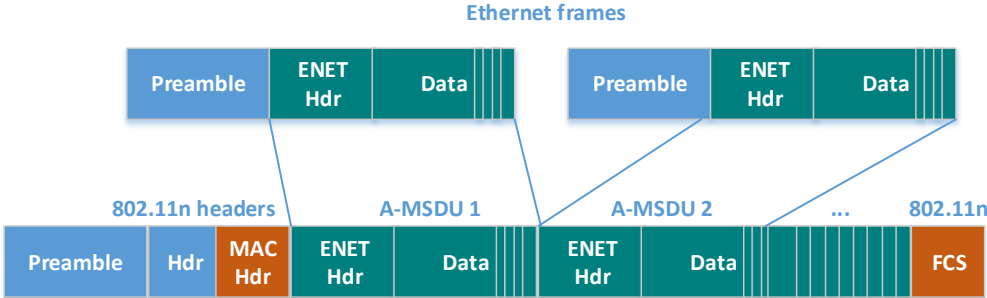 Ethernet frames
Preamble ENET Hdr Data Preamble ENET Hdr Data
802.11n headers A-MSDU 1 A-MSDU 2 ... 802.11n
Preamble Hdr MAC Hdr ENET Hdr Data ENET Hdr Data FCS